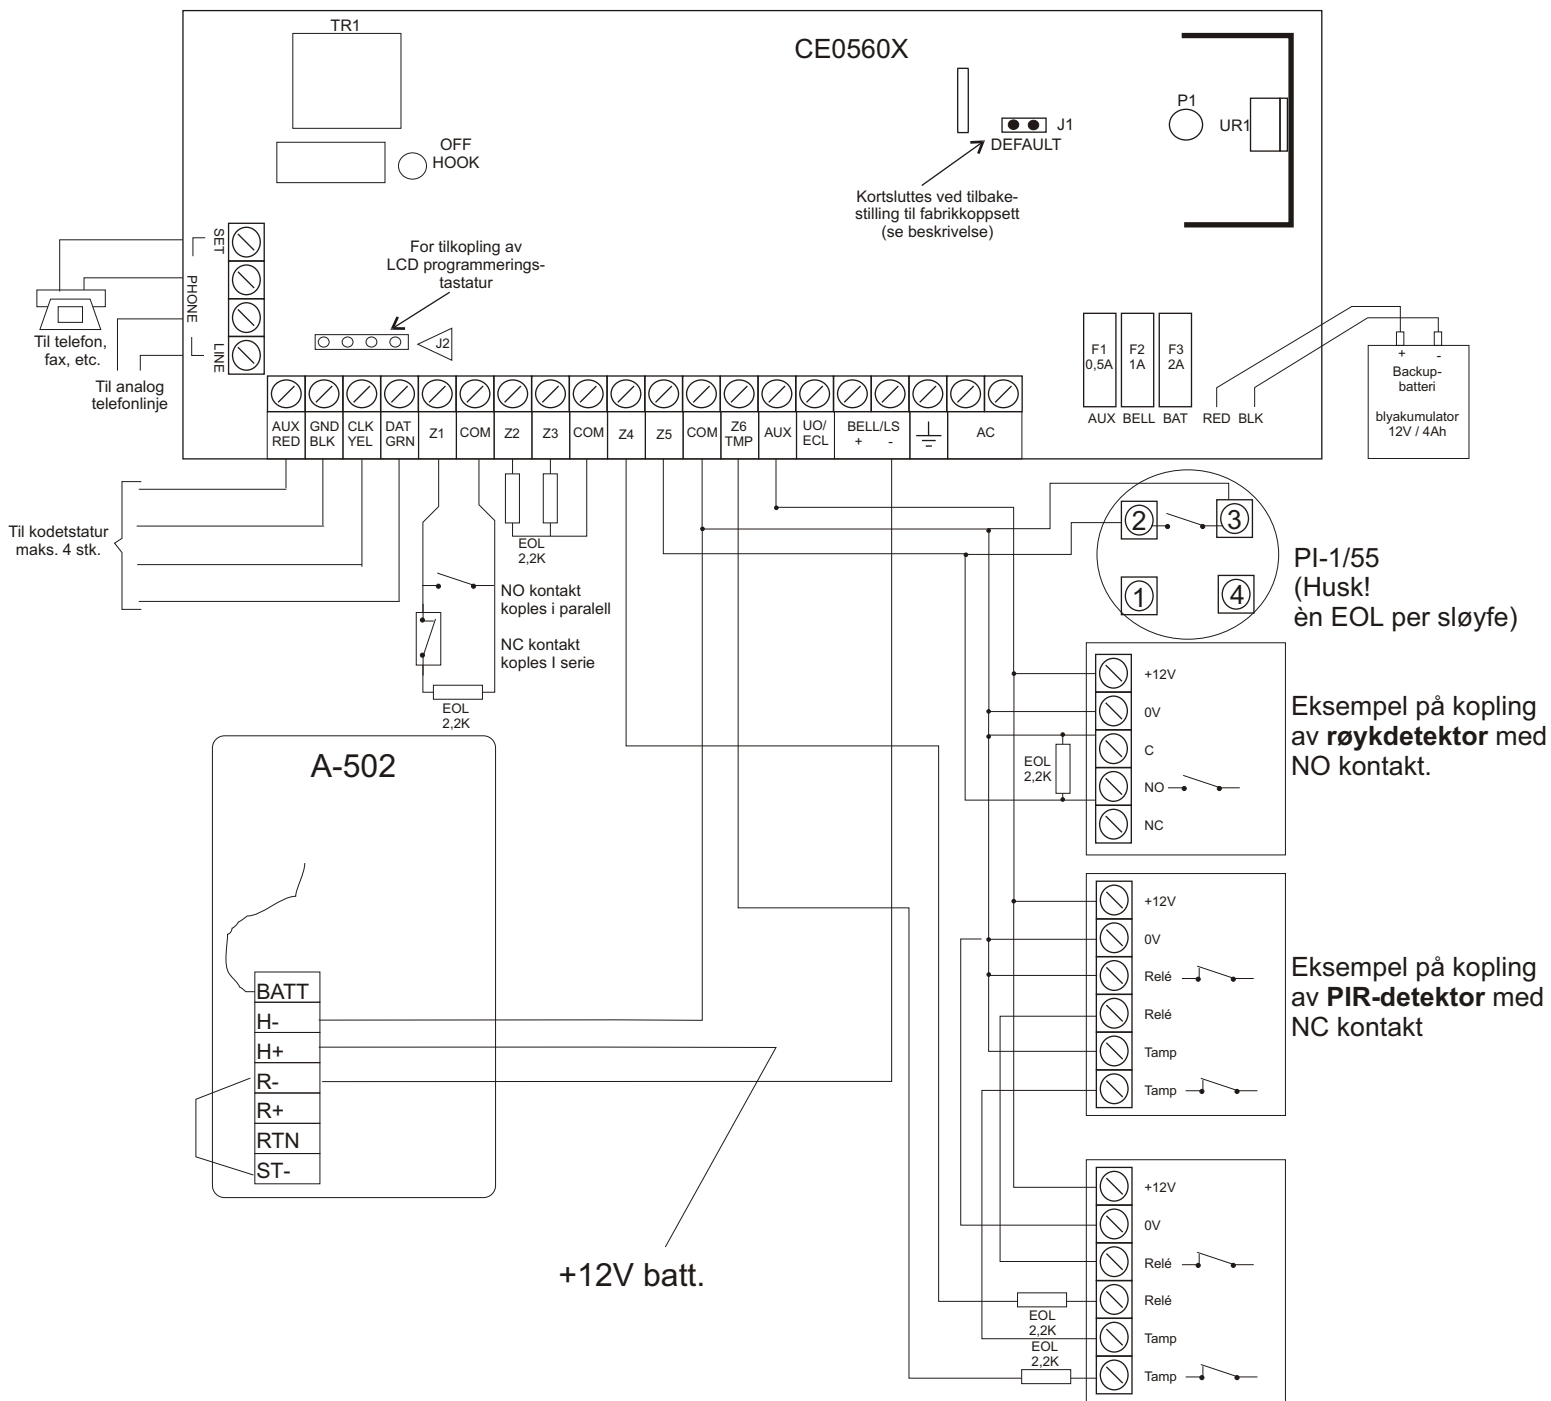 TR1
CE0560X
OFF
HOOK
J1
DEFAULT
P1
UR1
Kortsluttes ved tilbake-
stilling til fabrikkoppsett
(se beskrivelse)
For tilkopling av
LCD programmerings-
tastatur
J2
SET
PHONE
LINE
Til telefon,
fax, etc.
Til analog
telefonlinje
F1
0,5A
F2
1A
F3
2A
AUX BELL BAT RED BLK
+ -
Backup-
batteri
blyakumulator
12V / 4Ah
AUX
RED
GND
BLK
CLK
YEL
DAT
GRN
Z1
COM
Z2
Z3
COM
Z4
Z5
COM
Z6
TMP
AUX
UO/
ECL
BELL/LS
+ -
AC
Til kodetstatur
maks. 4 stk.
EOL
2,2K
NO kontakt
koples i paralell
NC kontakt
koples I serie
EOL
2,2K
2
3
1
4
PI-1/55
(Husk!
èn EOL per sløyfe)
+12V
0V
C
NO
NC
EOL
2,2K
Eksempel på kopling
av røykdetektor med
NO kontakt.
A-502
BATT
H-
H+
R-
R+
RTN
ST-
+12V batt.
+12V
0V
Relé
Relé
Tamp
Tamp
Eksempel på kopling
av PIR-detektor med
NC kontakt
+12V
0V
Relé
Relé
Tamp
Tamp
EOL
2,2K
EOL
2,2K